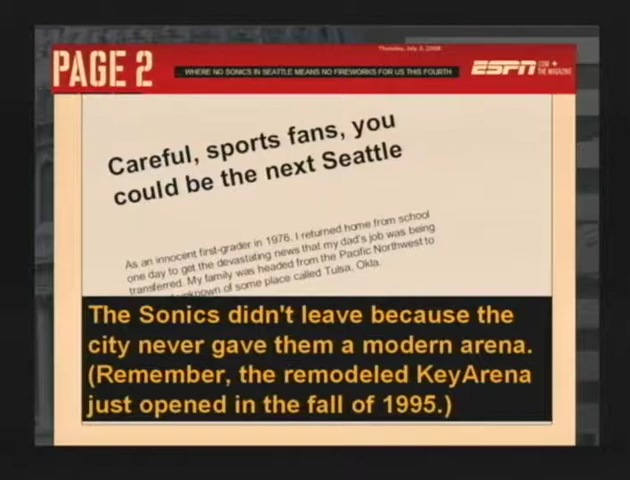 Thursday, July 3, 2008
PAGE 2
WHERE NO SONICS IN SEATTLE MEANS NO FIREWORKS FOR US THIS FOURTH
ESPN .COM + THE MAGAZINE
Careful, sports fans, you
could be the next Seattle
As an innocent first-grader in 1976, I returned home from school
one day to get the devastating news that my dad's job was being
transferred. My family was headed from the Pacific Northwest to
unknown of some place called Tulsa, Okla.
The Sonics didn't leave because the
city never gave them a modern arena.
(Remember, the remodeled KeyArena
just opened in the fall of 1995.)